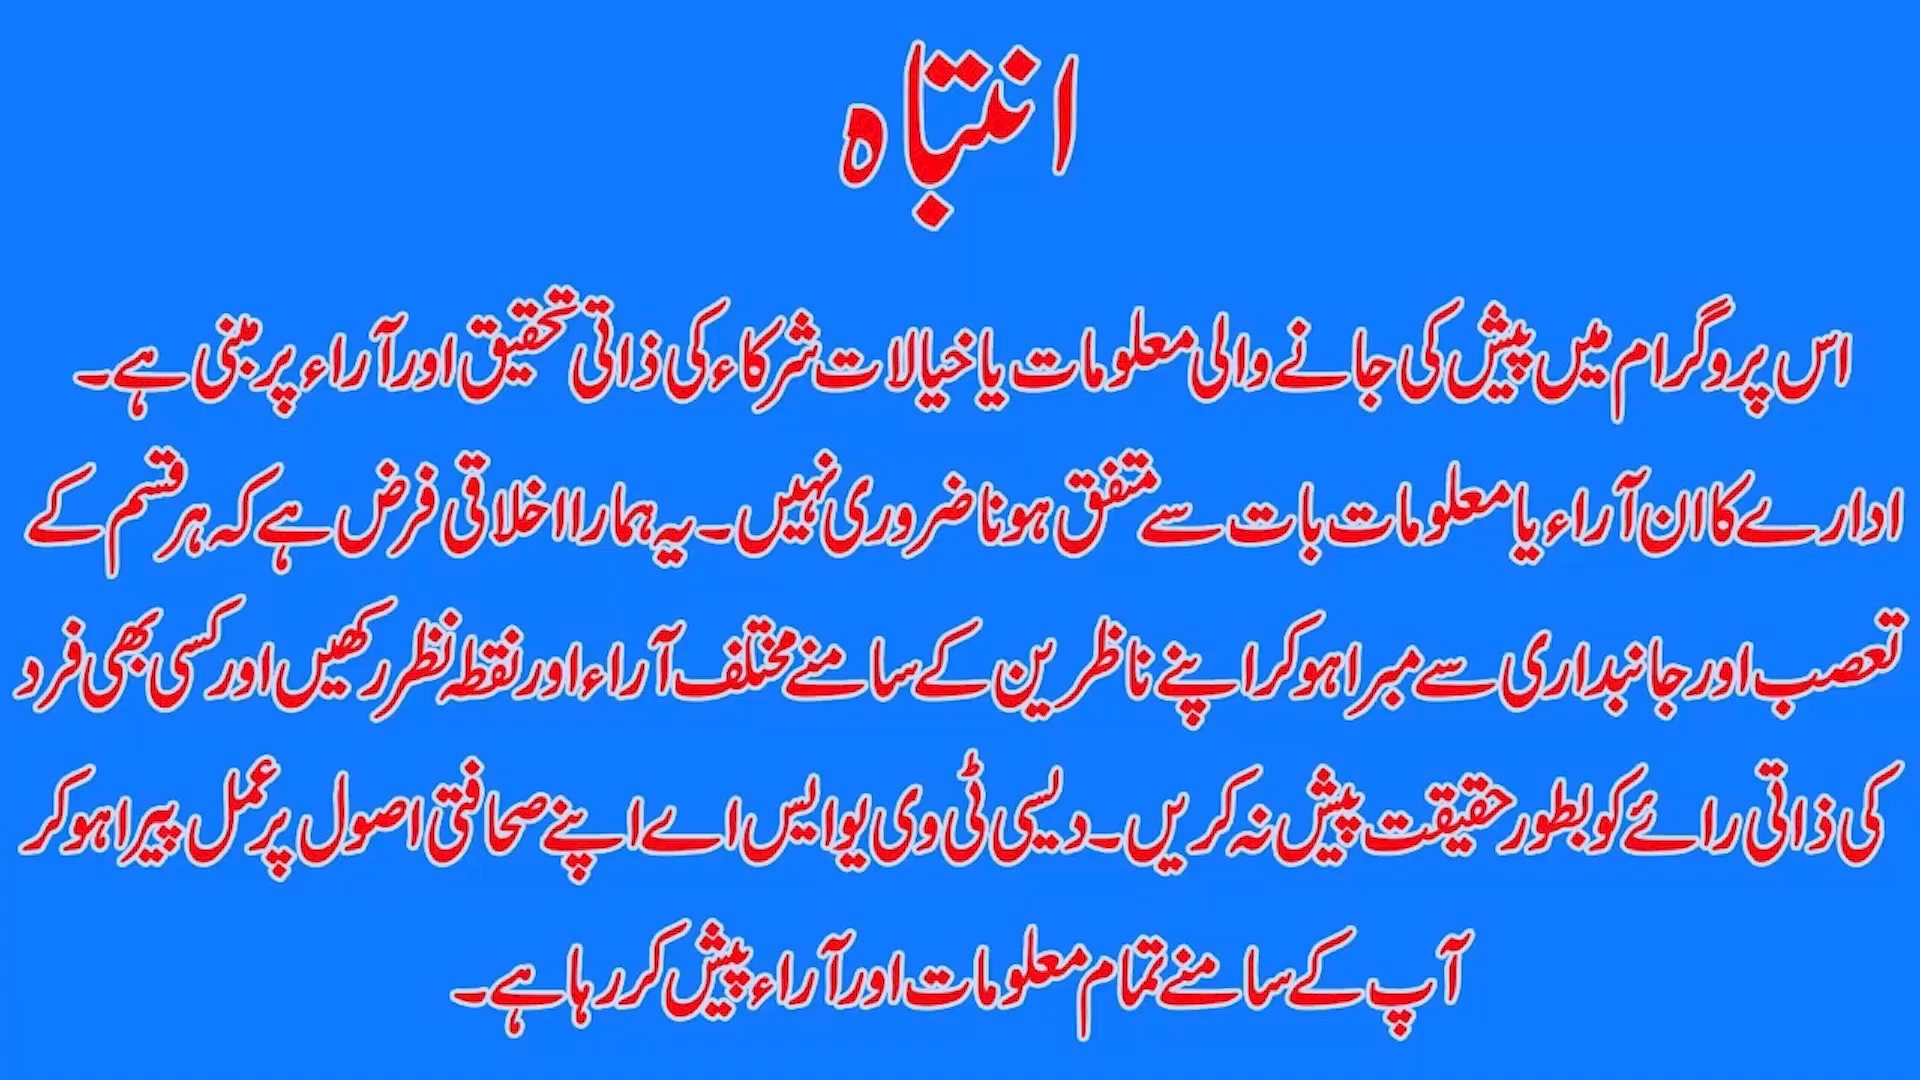 انتباہ
اس پروگرام میں پیش کی جانے والی معلومات یا خیالات شرکاء کی ذاتی تحقیق اور آراء پر مبنی ہے۔
ادارے کا ان آراء یا معلومات بات سے متفق ہونا ضروری نہیں۔ یہ ہمارا اخلاقی فرض ہے کہ ہر قسم کے
تعصب اور جانبداری سے مبرا ہو کر اپنے ناظرین کے سامنے مختلف آراء اور نقطہ نظر رکھیں اور کسی بھی فرد
کی ذاتی رائے کو بطور حقیقت پیش نہ کریں۔ دیسی ٹی وی یو ایس اے اپنے صحافتی اصول پر عمل پیرا ہو کر
آپ کے سامنے تمام معلومات اور آراء پیش کر رہا ہے۔